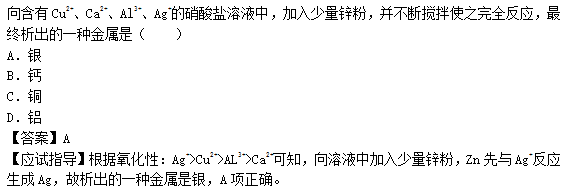 向含有Cu²⁺、Ca²⁺、Al³⁺、Ag⁺的硝酸盐溶液中，加入少量锌粉，并不断搅拌使之完全反应，最
终析出的一种金属是（　　）
A．银
B．钙
C．铜
D．铝
【答案】A
【应试指导】根据氧化性：Ag⁺>Cu²⁺>AL³⁺>Ca²⁺可知，向溶液中加入少量锌粉，Zn先与Ag⁺反应
生成Ag，故析出的一种金属是银，A项正确。